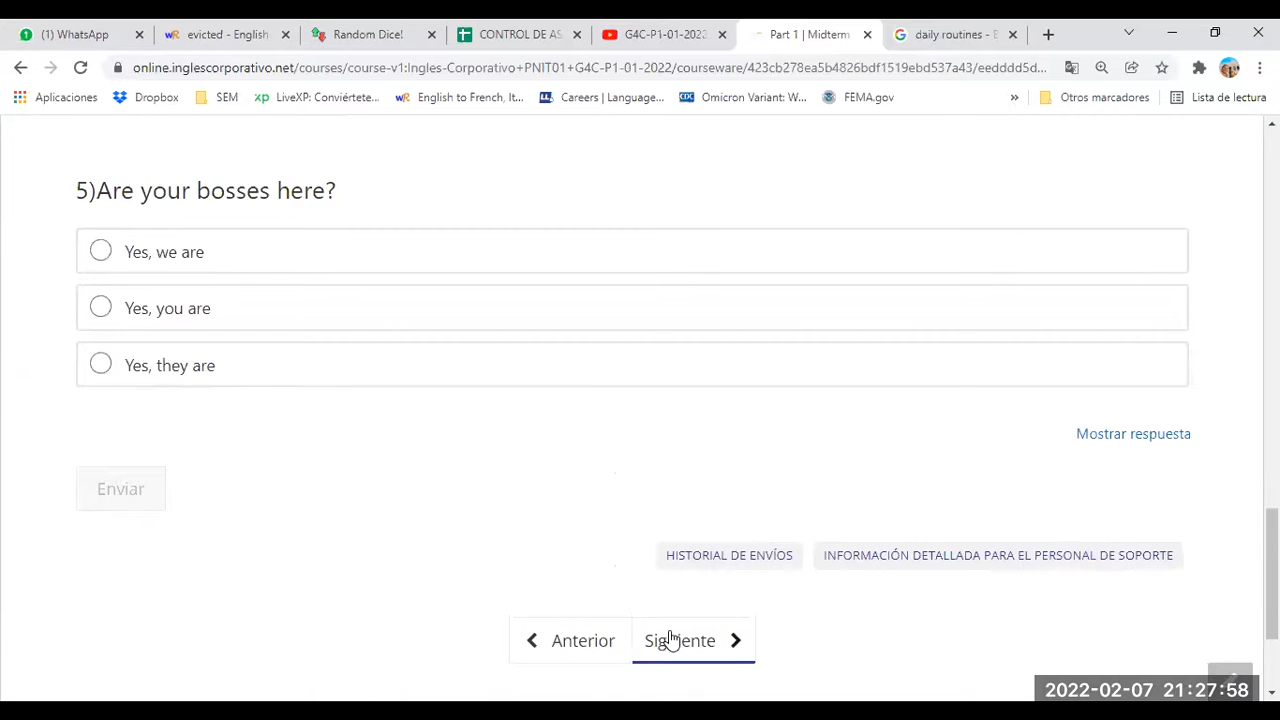 (1) WhatsApp
evicted - English
Random Dice!
CONTROL DE AS
G4C-P1-01-2022
Part 1 | Midterm
daily routines - E
online.inglescorporativo.net/courses/course-v1:Ingles-Corporativo+PNIT01+G4C-P1-01-2022/courseware/423cb278ea5b4826bdf1519ebd537a43/eedddd5d...
Aplicaciones
Dropbox
SEM
LiveXP: Conviértete...
English to French, It...
Careers | Language...
Omicron Variant: W...
FEMA.gov
»
Otros marcadores
Lista de lectura
5)Are your bosses here?
Yes, we are
Yes, you are
Yes, they are
Mostrar respuesta
Enviar
HISTORIAL DE ENVÍOS
INFORMACIÓN DETALLADA PARA EL PERSONAL DE SOPORTE
Anterior
Siguiente
2022-02-07 21:27:58